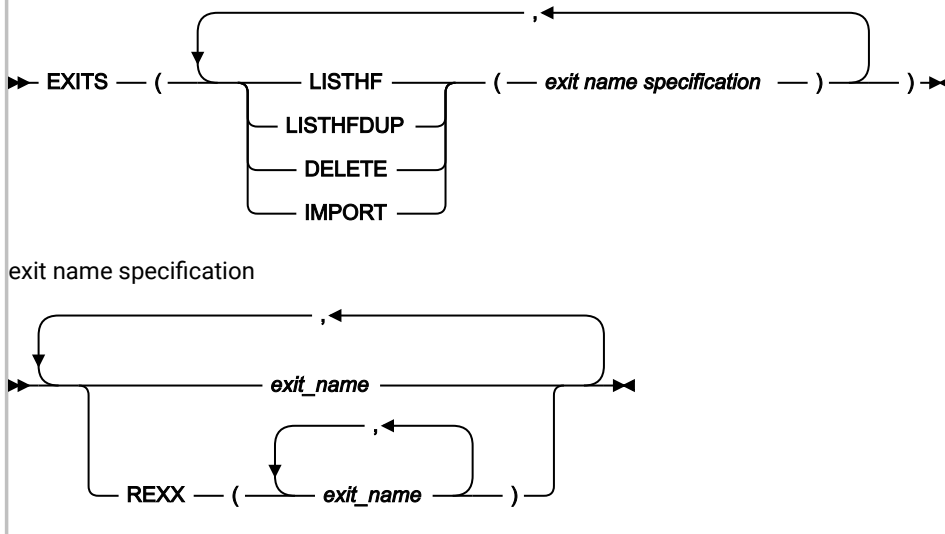 ,
EXITS ( LISTHF ( exit name specification ) )
LISTHFDUP
DELETE
IMPORT
exit name specification
,
exit_name
,
REXX ( exit_name )